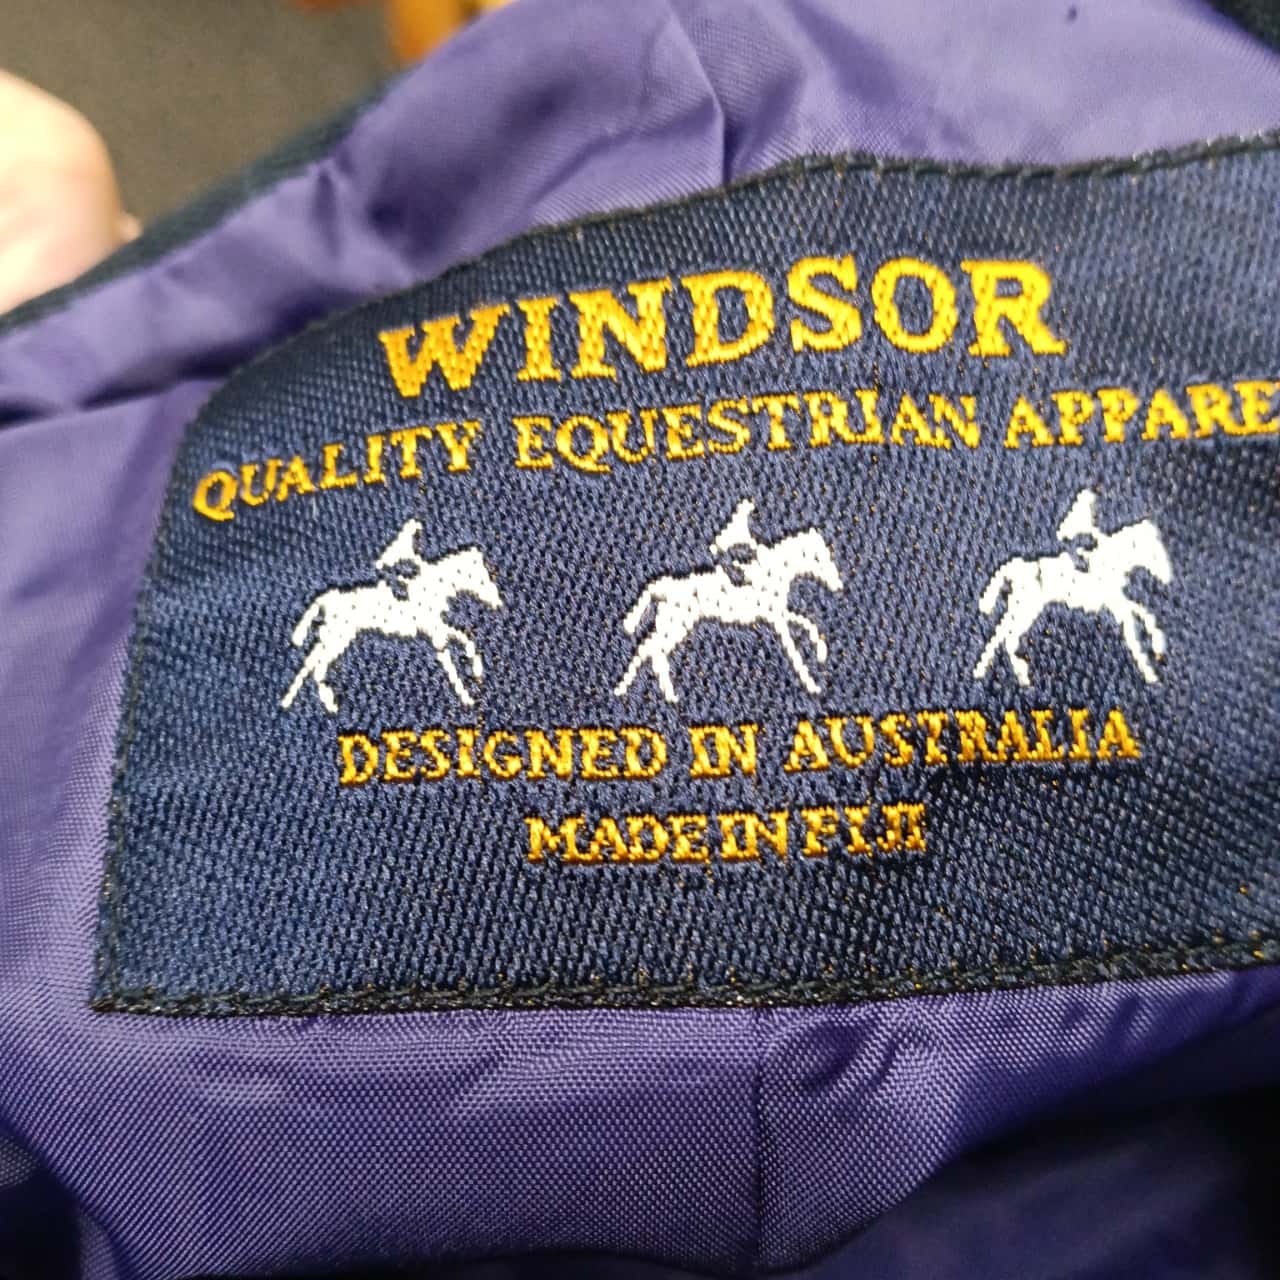 WINDSOR
QUALITY EQUESTRIAN APPARE
DESIGNED IN AUSTRALIA
MADE IN FIJI